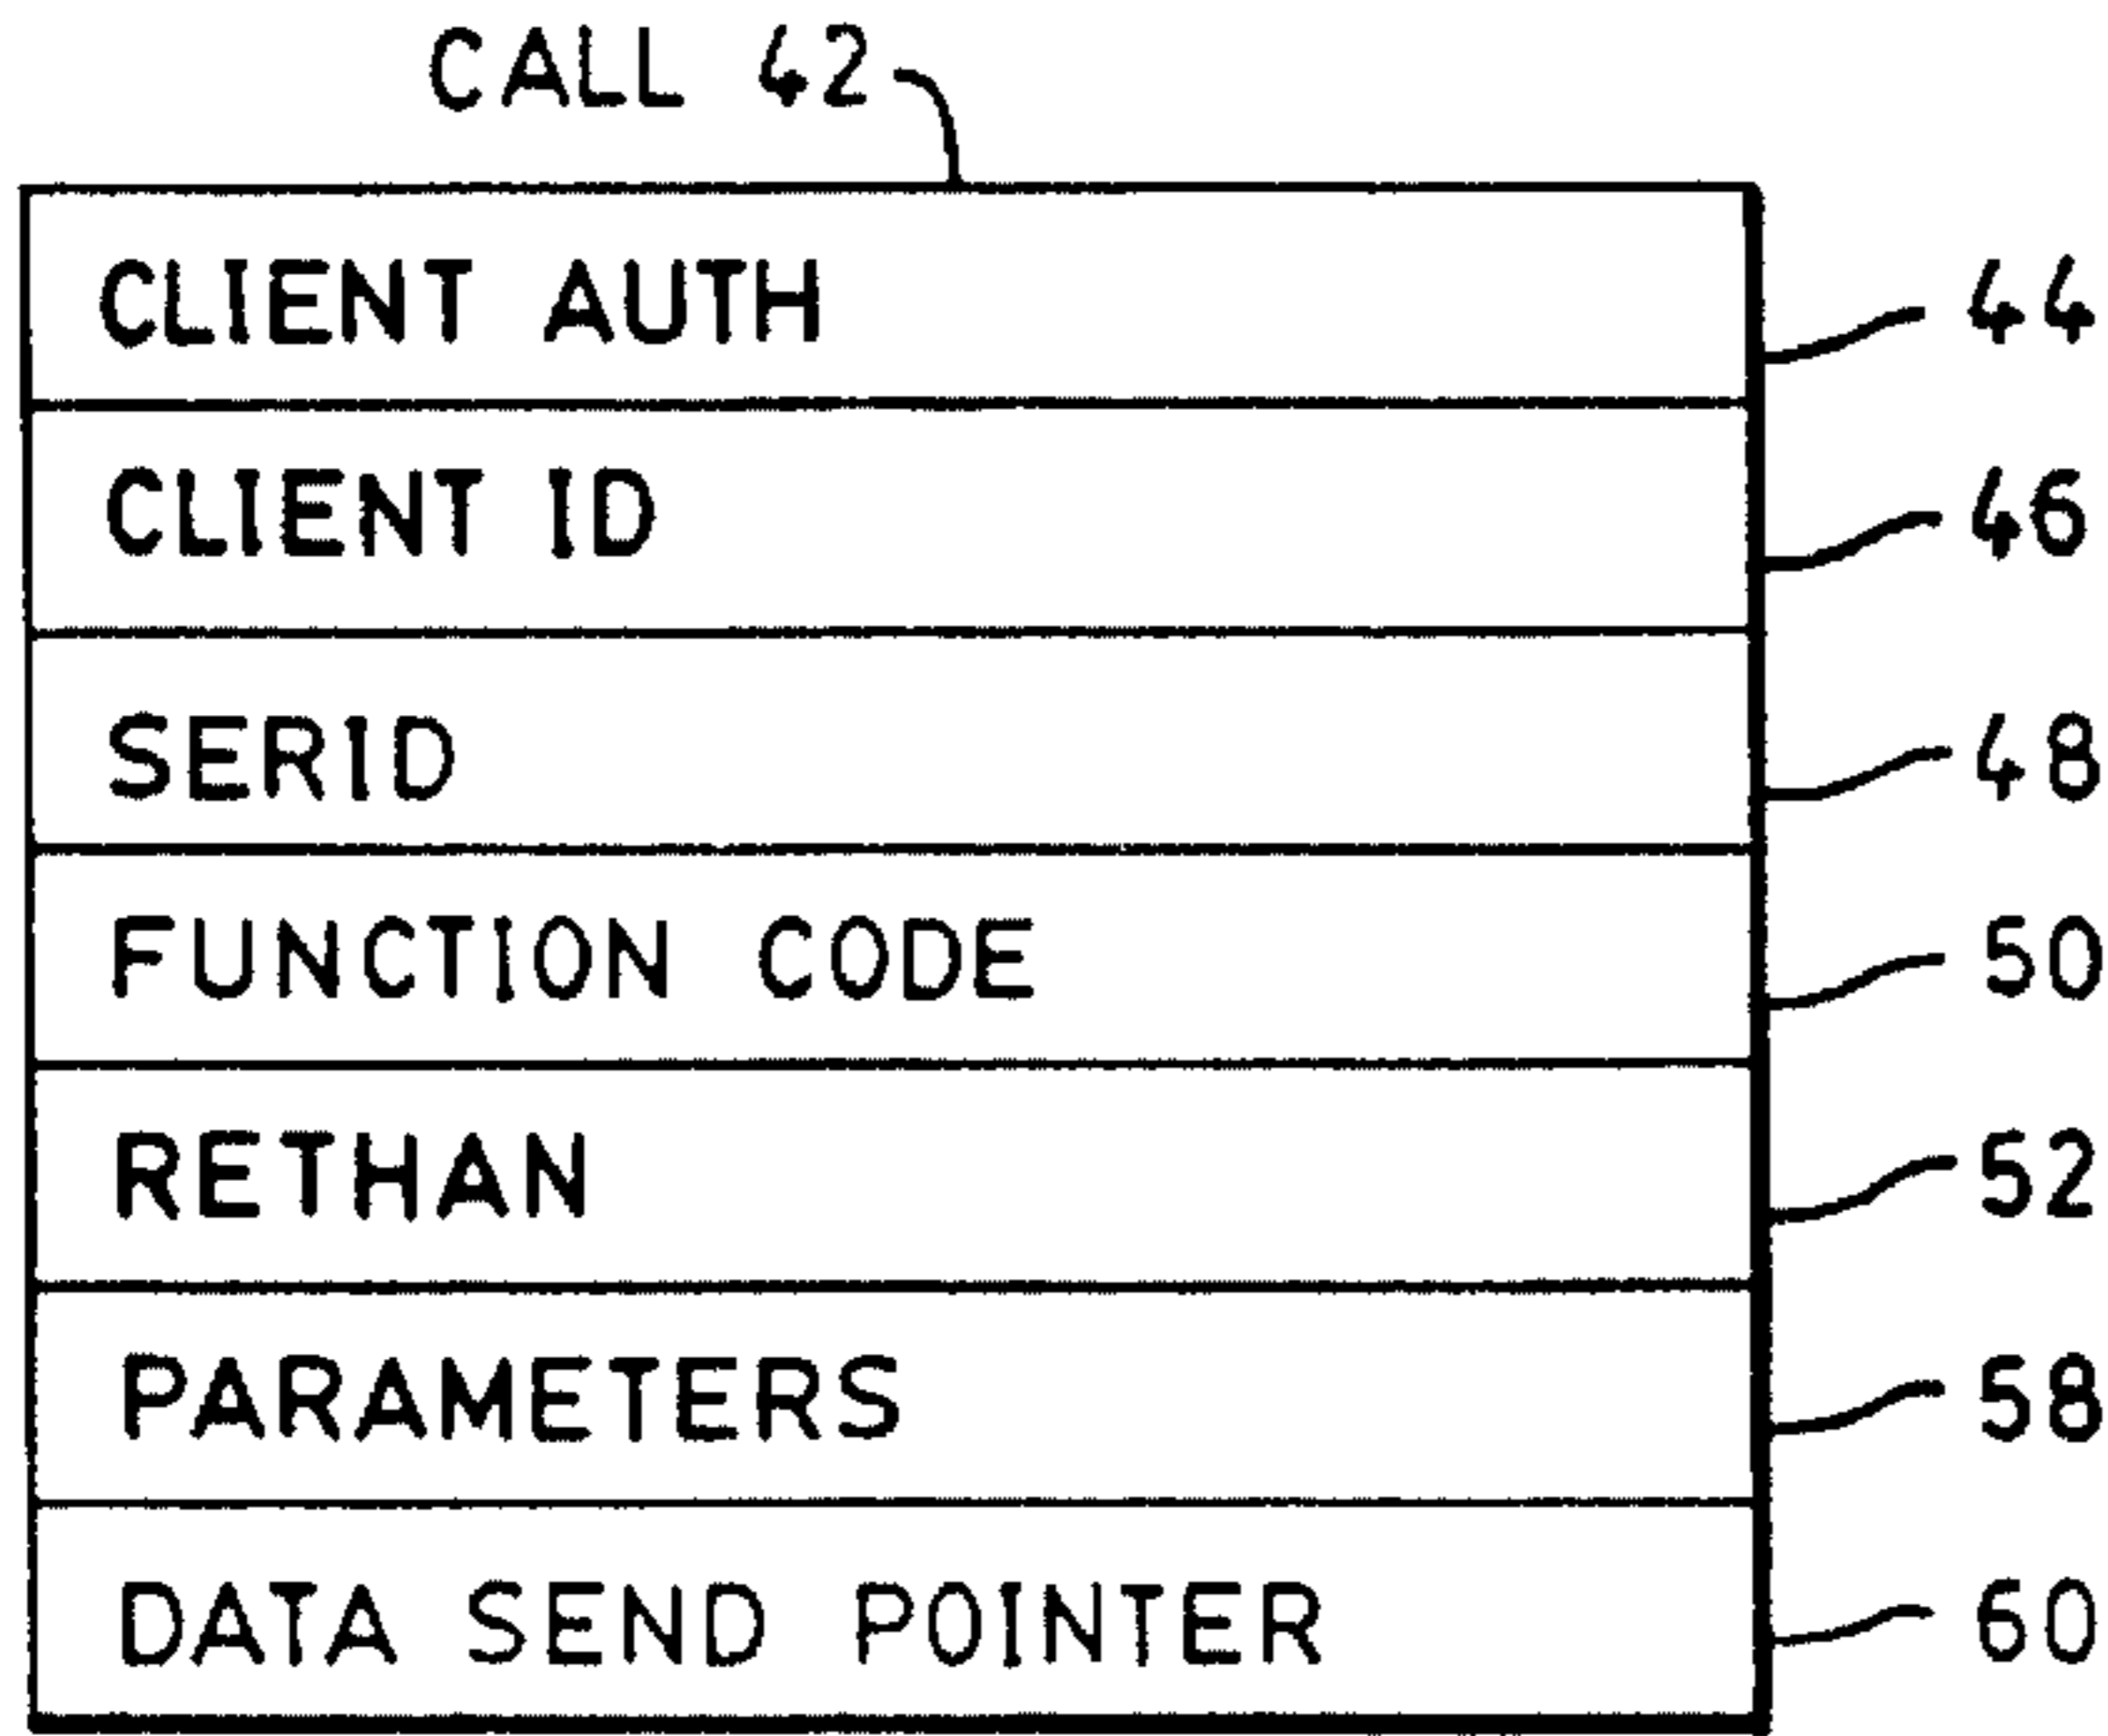 CALL 42
CLIENT AUTH 44
CLIENT ID 46
SERID 48
FUNCTION CODE 50
RETHAN 52
PARAMETERS 58
DATA SEND POINTER 60